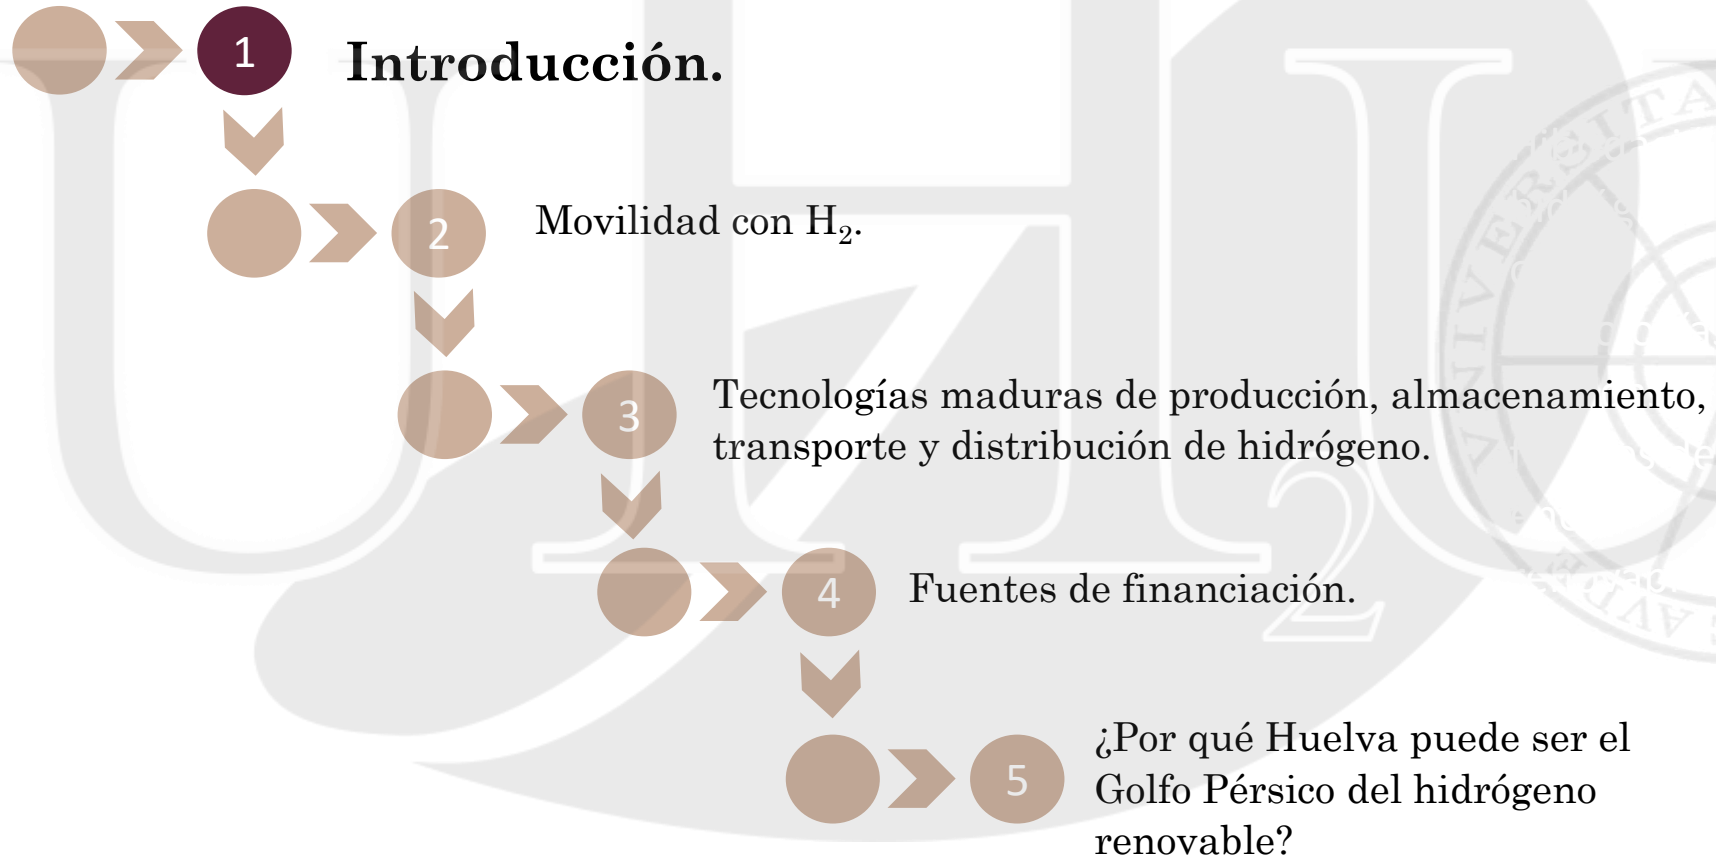 1
Introducción.
2
Movilidad con H₂.
3
Tecnologías maduras de producción, almacenamiento,
transporte y distribución de hidrógeno.
4
Fuentes de financiación.
5
¿Por qué Huelva puede ser el
Golfo Pérsico del hidrógeno
renovable?